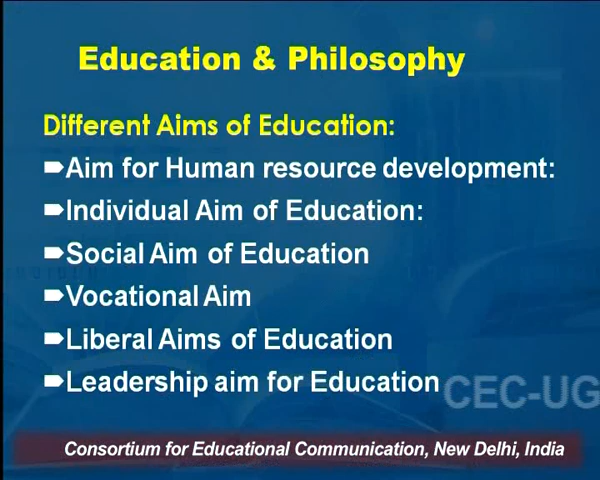 Education & Philosophy
Different Aims of Education:
Aim for Human resource development:
Individual Aim of Education:
Social Aim of Education
Vocational Aim
Liberal Aims of Education
Leadership aim for Education
CEC-UG
Consortium for Educational Communication, New Delhi, India